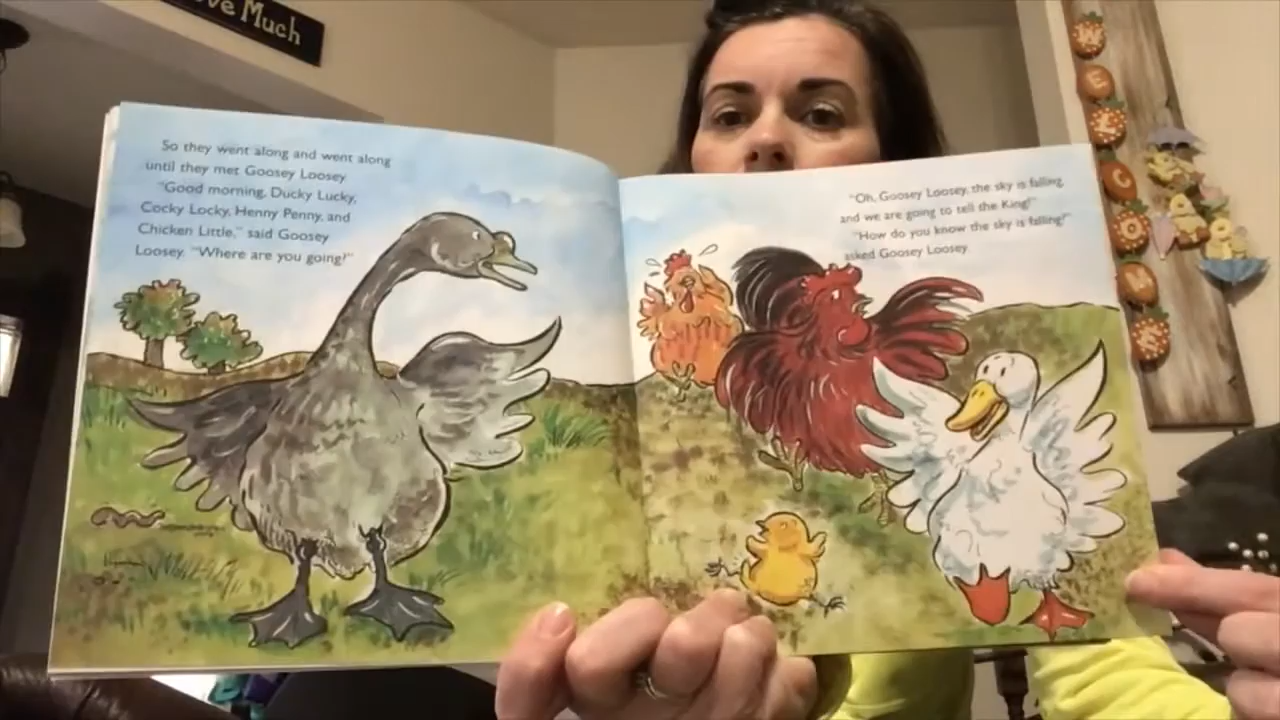 ve Much
So they went along and went along
until they met Goosey Loosey.
"Good morning, Ducky Lucky,
Cocky Locky, Henny Penny, and
Chicken Little," said Goosey
Loosey. "Where are you going?"
"Oh, Goosey Loosey, the sky is falling,
and we are going to tell the King!"
"How do you know the sky is falling?"
asked Goosey Loosey.
WELCOME